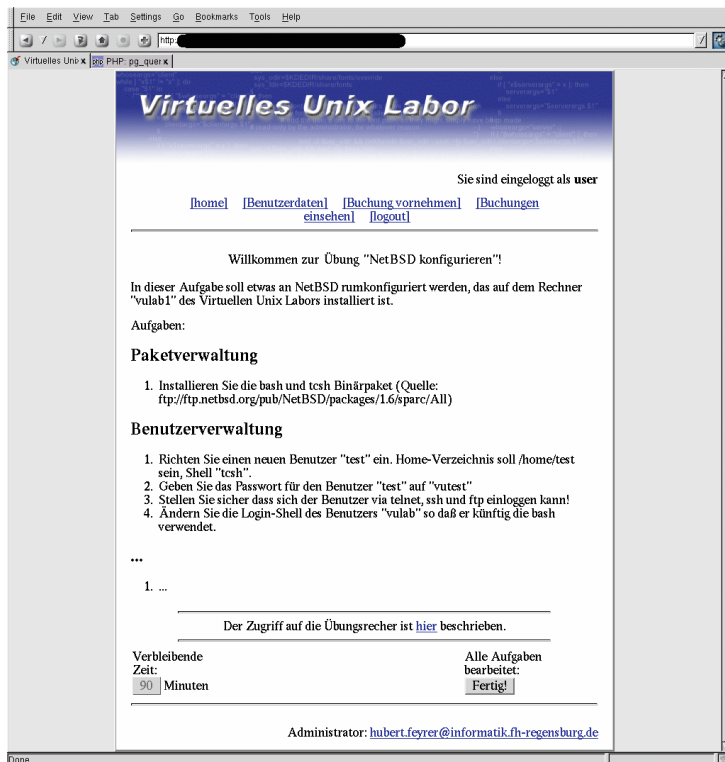 File Edit View Tab Settings Go Bookmarks Tools Help
http:
Virtuelles Unix PHP: pg_quer
Virtuelles Unix Labor
Sie sind eingeloggt als user
[home] [Benutzerdaten] [Buchung vornehmen] [Buchungen
einsehen] [logout]
Willkommen zur Übung "NetBSD konfigurieren"!
In dieser Aufgabe soll etwas an NetBSD rumkonfiguriert werden, das auf dem Rechner
"vulab1" des Virtuellen Unix Labors installiert ist.
Aufgaben:
Paketverwaltung
1. Installieren Sie die bash und tcsh Binärpaket (Quelle:
ftp://ftp.netbsd.org/pub/NetBSD/packages/1.6/sparc/All)
Benutzerverwaltung
1. Richten Sie einen neuen Benutzer "test" ein. Home-Verzeichnis soll /home/test
sein, Shell "tcsh".
2. Geben Sie das Passwort für den Benutzer "test" auf "vutest"
3. Stellen Sie sicher dass sich der Benutzer via telnet, ssh und ftp einloggen kann!
4. Ändern Sie die Login-Shell des Benutzers "vulab" so daß er künftig die bash
verwendet.
...
1. ...
Der Zugriff auf die Übungsrecher ist hier beschrieben.
Verbleibende
Zeit:
90 Minuten
Alle Aufgaben
bearbeitet:
Fertig!
Administrator: hubert.feyrer@informatik.fh-regensburg.de
Done